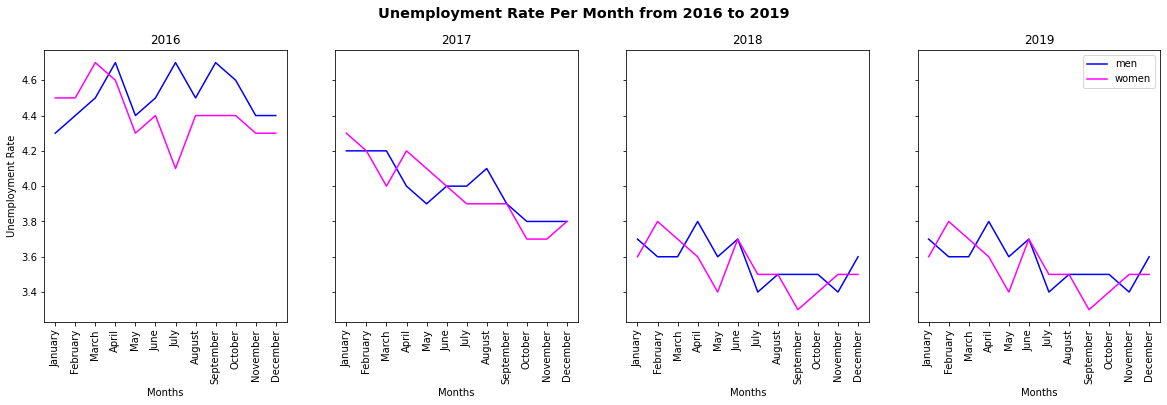 Unemployment Rate Per Month from 2016 to 2019
2016
2017
2018
2019
men
women
Unemployment Rate
4.6
4.4
4.2
4.0
3.8
3.6
3.4
January
February
March
April
May
June
July
August
September
October
November
December
January
February
March
April
May
June
July
August
September
October
November
December
January
February
March
April
May
June
July
August
September
October
November
December
January
February
March
April
May
June
July
August
September
October
November
December
Months
Months
Months
Months